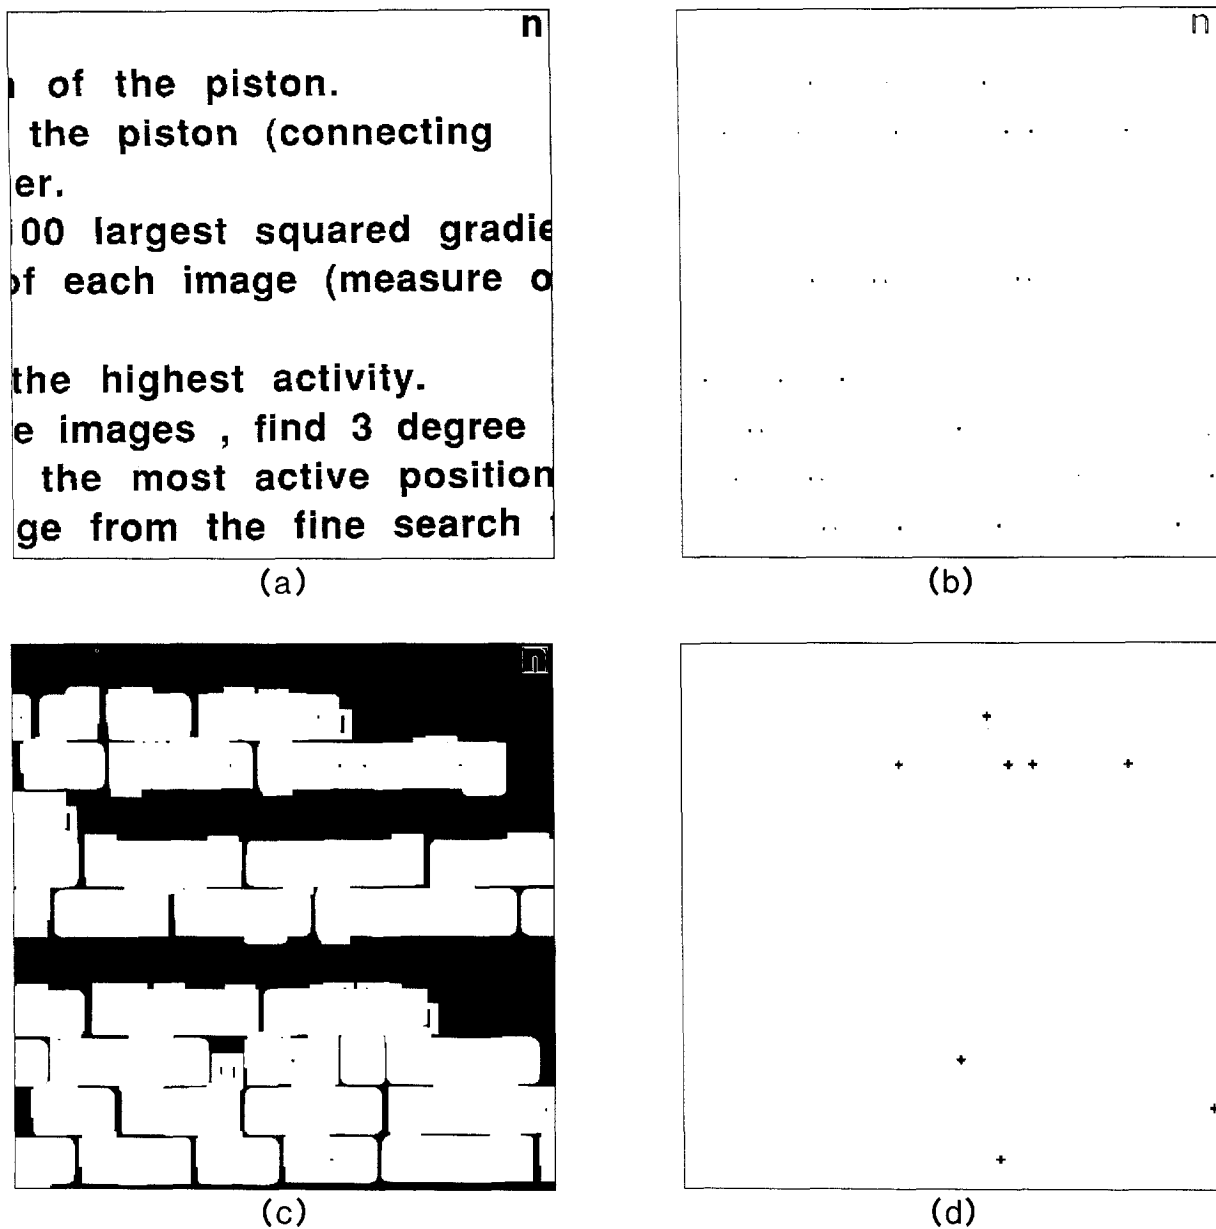 n
n
n of the piston.
the piston (connecting
er.
00 largest squared gradie
of each image (measure o
the highest activity.
e images , find 3 degree
the most active position
ge from the fine search
(a)
(b)
n
(c)
(d)